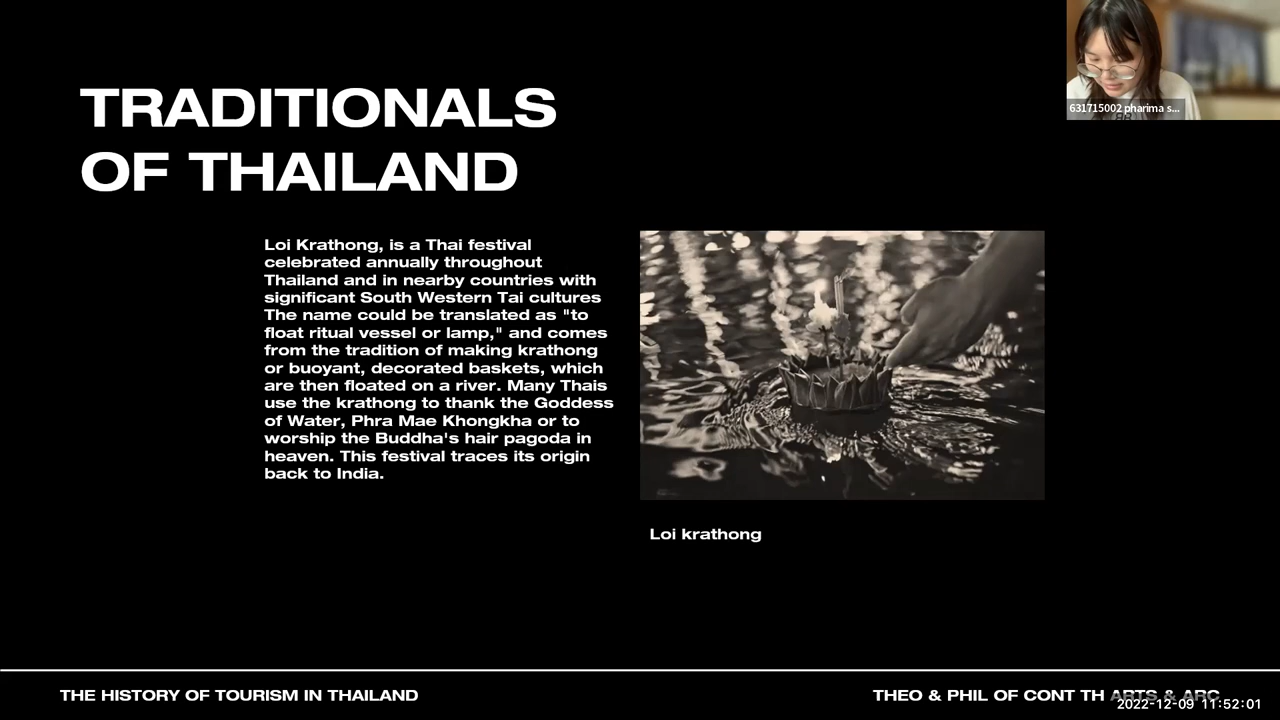 631715002 pharima s...
TRADITIONALS
OF THAILAND
Loi Krathong, is a Thai festival
celebrated annually throughout
Thailand and in nearby countries with
significant South Western Tai cultures
The name could be translated as "to
float ritual vessel or lamp," and comes
from the tradition of making krathong
or buoyant, decorated baskets, which
are then floated on a river. Many Thais
use the krathong to thank the Goddess
of Water, Phra Mae Khongkha or to
worship the Buddha's hair pagoda in
heaven. This festival traces its origin
back to India.
Loi krathong
THE HISTORY OF TOURISM IN THAILAND
THEO & PHIL OF CONT TH ARTS & ARC
2022-12-09 11:52:01